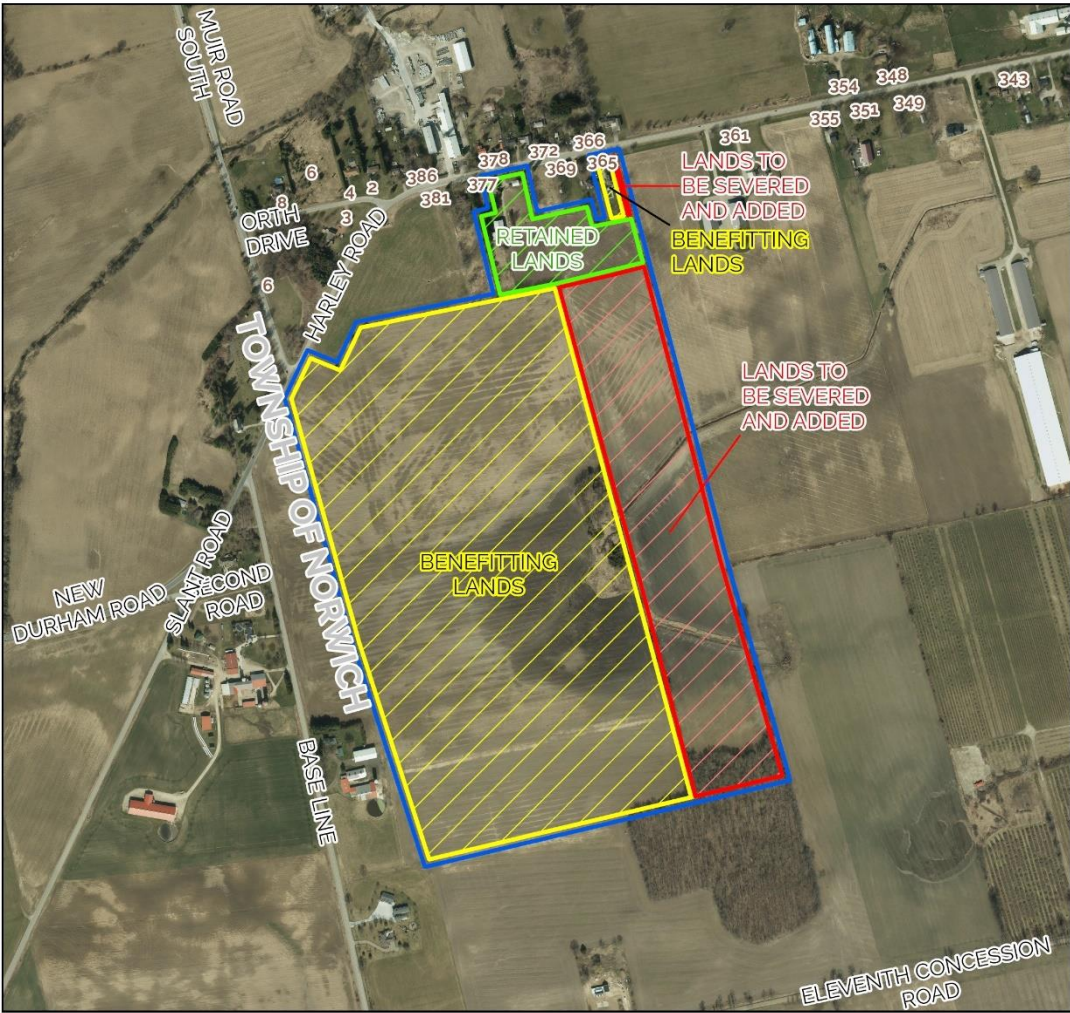 MUIR ROAD
SOUTH
354
348
343
355
351
349
361
366
372
378
369
365
386
377
381
6
4
2
8
3
ORTH
DRIVE
6
HARLEY ROAD
LANDS TO
BE SEVERED
AND ADDED
BENEFITTING
LANDS
RETAINED
LANDS
TOWNSHIP OF NORWICH
LANDS TO
BE SEVERED
AND ADDED
BENEFITTING
LANDS
NEW
DURHAM ROAD
SLANT ROAD
SECOND
ROAD
BASE LINE
ELEVENTH CONCESSION
ROAD